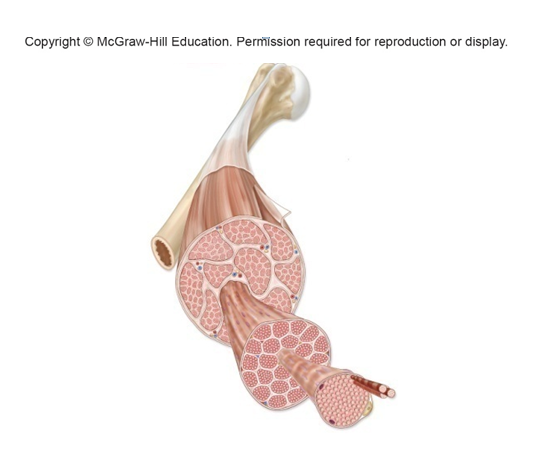 Copyright © McGraw-Hill Education. Permission required for reproduction or display.